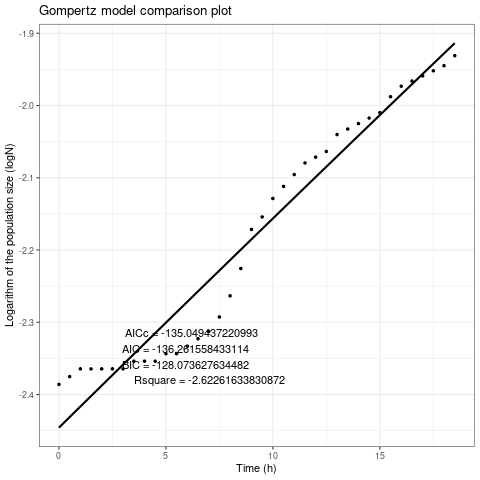 Gompertz model comparison plot
-1.9
-2.0
-2.1
-2.2
-2.3
-2.4
Logarithm of the population size (logN)
AICc = -135.049437220993
AIC = -136.261558433114
BIC = -128.073627634482
Rsquare = -2.62261633830872
0
5
10
15
Time (h)